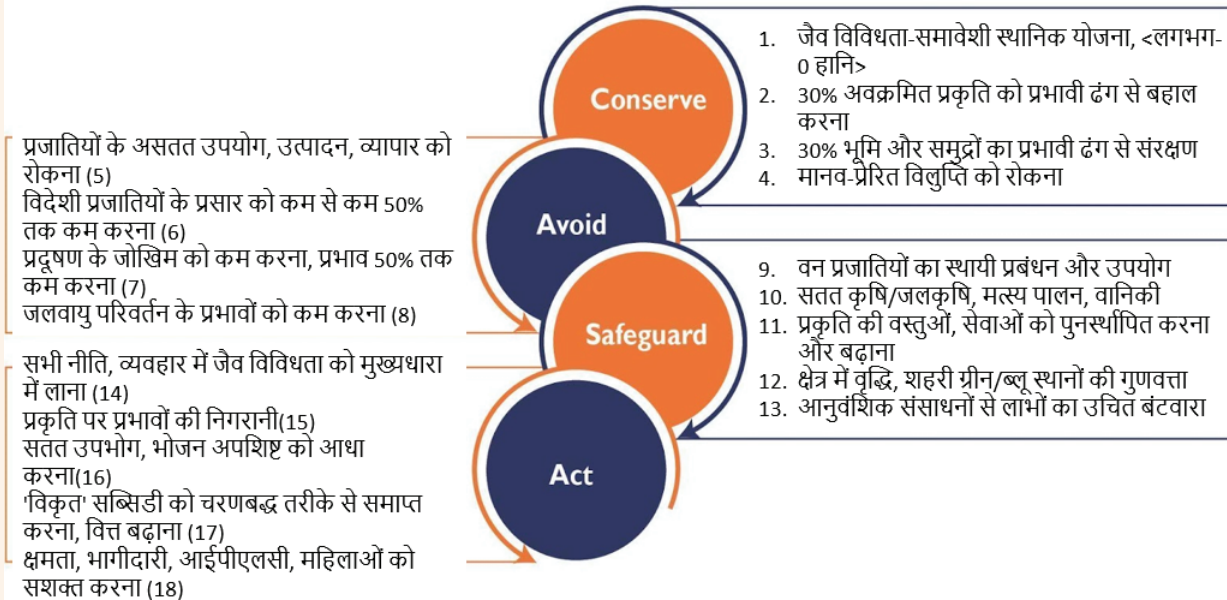 Conserve
1. जैव विविधता-समावेशी स्थानिक योजना, <लगभग-
0 हानि>
2. 30% अवक्रमित प्रकृति को प्रभावी ढंग से बहाल
करना
3. 30% भूमि और समुद्रों का प्रभावी ढंग से संरक्षण
4. मानव-प्रेरित विलुप्ति को रोकना
Avoid
प्रजातियों के असतत उपयोग, उत्पादन, व्यापार को
रोकना (5)
विदेशी प्रजातियों के प्रसार को कम से कम 50%
तक कम करना (6)
प्रदूषण के जोखिम को कम करना, प्रभाव 50% तक
कम करना (7)
जलवायु परिवर्तन के प्रभावों को कम करना (8)
Safeguard
9. वन प्रजातियों का स्थायी प्रबंधन और उपयोग
10. सतत कृषि/जलकृषि, मत्स्य पालन, वानिकी
11. प्रकृति की वस्तुओं, सेवाओं को पुनर्स्थापित करना
और बढ़ाना
12. क्षेत्र में वृद्धि, शहरी ग्रीन/ब्लू स्थानों की गुणवत्ता
13. आनुवंशिक संसाधनों से लाभों का उचित बंटवारा
Act
सभी नीति, व्यवहार में जैव विविधता को मुख्यधारा
में लाना (14)
प्रकृति पर प्रभावों की निगरानी(15)
सतत उपभोग, भोजन अपशिष्ट को आधा
करना(16)
'विकृत' सब्सिडी को चरणबद्ध तरीके से समाप्त
करना, वित्त बढ़ाना (17)
क्षमता, भागीदारी, आईपीएलसी, महिलाओं को
सशक्त करना (18)